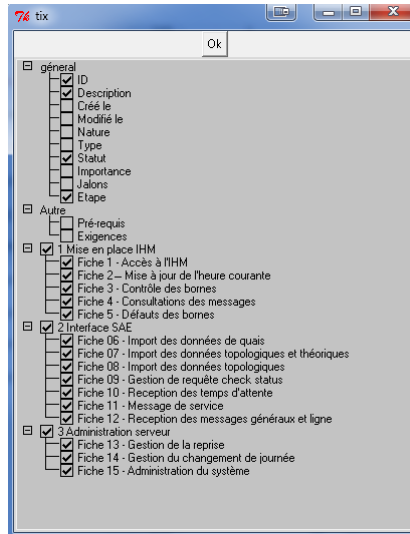 tix
Ok
géneral
ID
Description
Créé le
Modifié le
Nature
Type
Statut
Importance
Jalons
Etape
Autre
Pré-requis
Exigences
1 Mise en place IHM
Fiche 1 - Accès à l'IHM
Fiche 2– Mise à jour de l'heure courante
Fiche 3 - Contrôle des bornes
Fiche 4 - Consultations des messages
Fiche 5 - Défauts des bornes
2 Interface SAE
Fiche 06 - Import des données de quais
Fiche 07 - Import des données topologiques et théoriques
Fiche 08 - Import des données topologiques
Fiche 09 - Gestion de requête check status
Fiche 10 - Reception des temps d'attente
Fiche 11 - Message de service
Fiche 12 - Reception des messages généraux et ligne
3 Administration serveur
Fiche 13 - Gestion de la reprise
Fiche 14 - Gestion du changement de journée
Fiche 15 - Administration du système